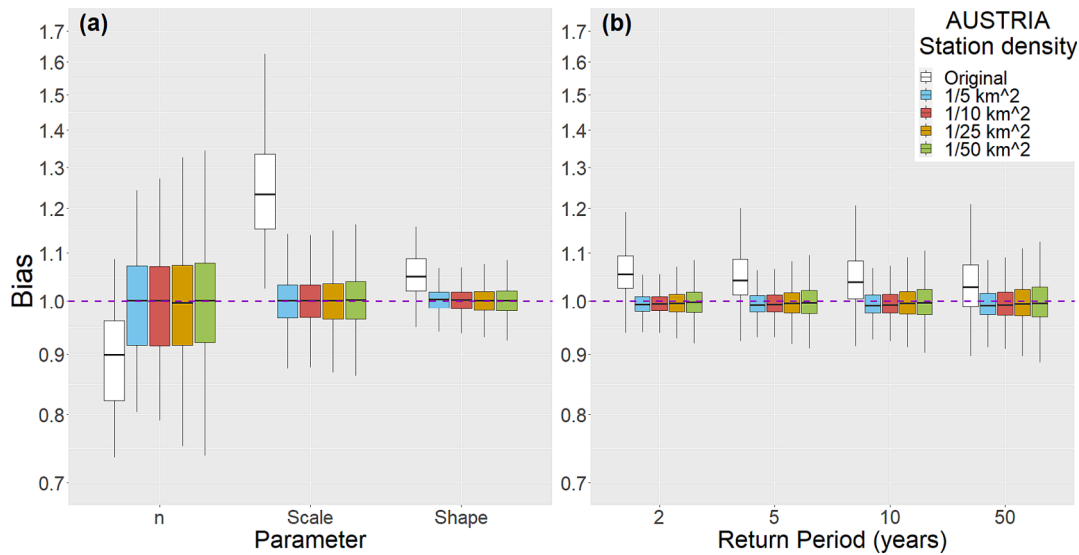 (a)
1.7
1.6
1.5
1.4
1.3
1.2
1.1
1.0
0.9
0.8
0.7
Bias
n Scale Shape
Parameter
(b)
1.7
1.6
1.5
1.4
1.3
1.2
1.1
1.0
0.9
0.8
0.7
2 5 10 50
Return Period (years)
AUSTRIA
Station density
Original
1/5 km^2
1/10 km^2
1/25 km^2
1/50 km^2